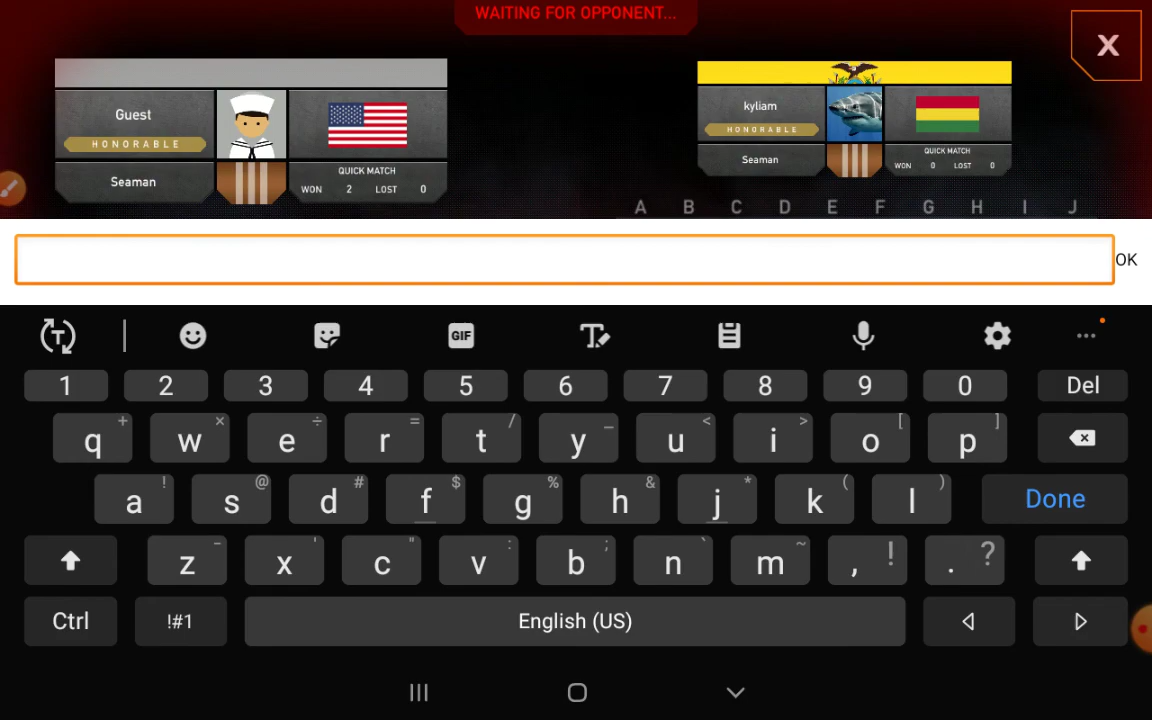 WAITING FOR OPPONENT...
X
Guest
HONORABLE
Seaman
QUICK MATCH
WON 2 LOST 0
kyliam
HONORABLE
Seaman
QUICK MATCH
WON 0 LOST 0
A B C D E F G H I J
OK
T GIF T ...
1 2 3 4 5 6 7 8 9 0 Del
q + w × e ÷ r = t / y _ u < i > o [ p ]
a ! s @ d # f $ g % h & j * k ( l ) Done
z - x ' c " v : b ; n ` m ~ , ! . ?
Ctrl !#1 English (US)